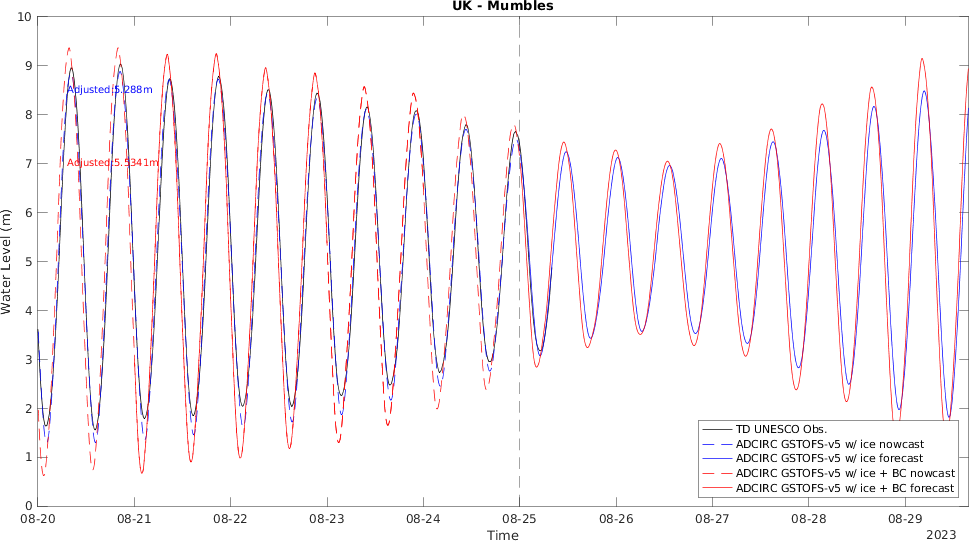 UK - Mumbles
10
9
8
7
6
5
4
3
2
1
0
Water Level (m)
Adjusted:5.288m
Adjusted:5.5341m
TD UNESCO Obs.
ADCIRC GSTOFS-v5 w/ ice nowcast
ADCIRC GSTOFS-v5 w/ ice forecast
ADCIRC GSTOFS-v5 w/ ice + BC nowcast
ADCIRC GSTOFS-v5 w/ ice + BC forecast
08-20 08-21 08-22 08-23 08-24 08-25 08-26 08-27 08-28 08-29
Time
2023